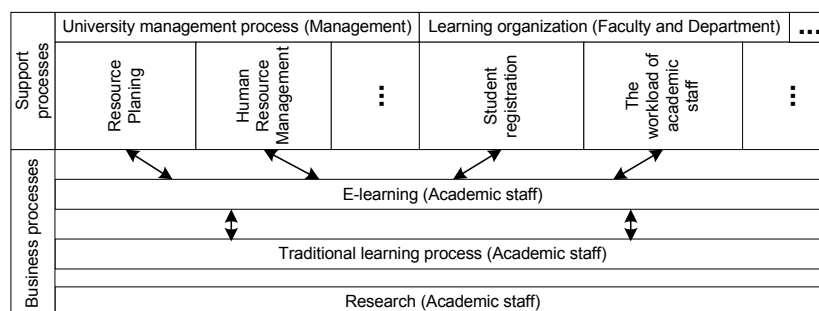 University management process (Management)
Learning organization (Faculty and Department)
...
Support
processes
Resource
Planing
Human
Resource
Management
...
Student
registration
The
workload of
academic
staff
...
Business processes
E-learning (Academic staff)
Traditional learning process (Academic staff)
Research (Academic staff)